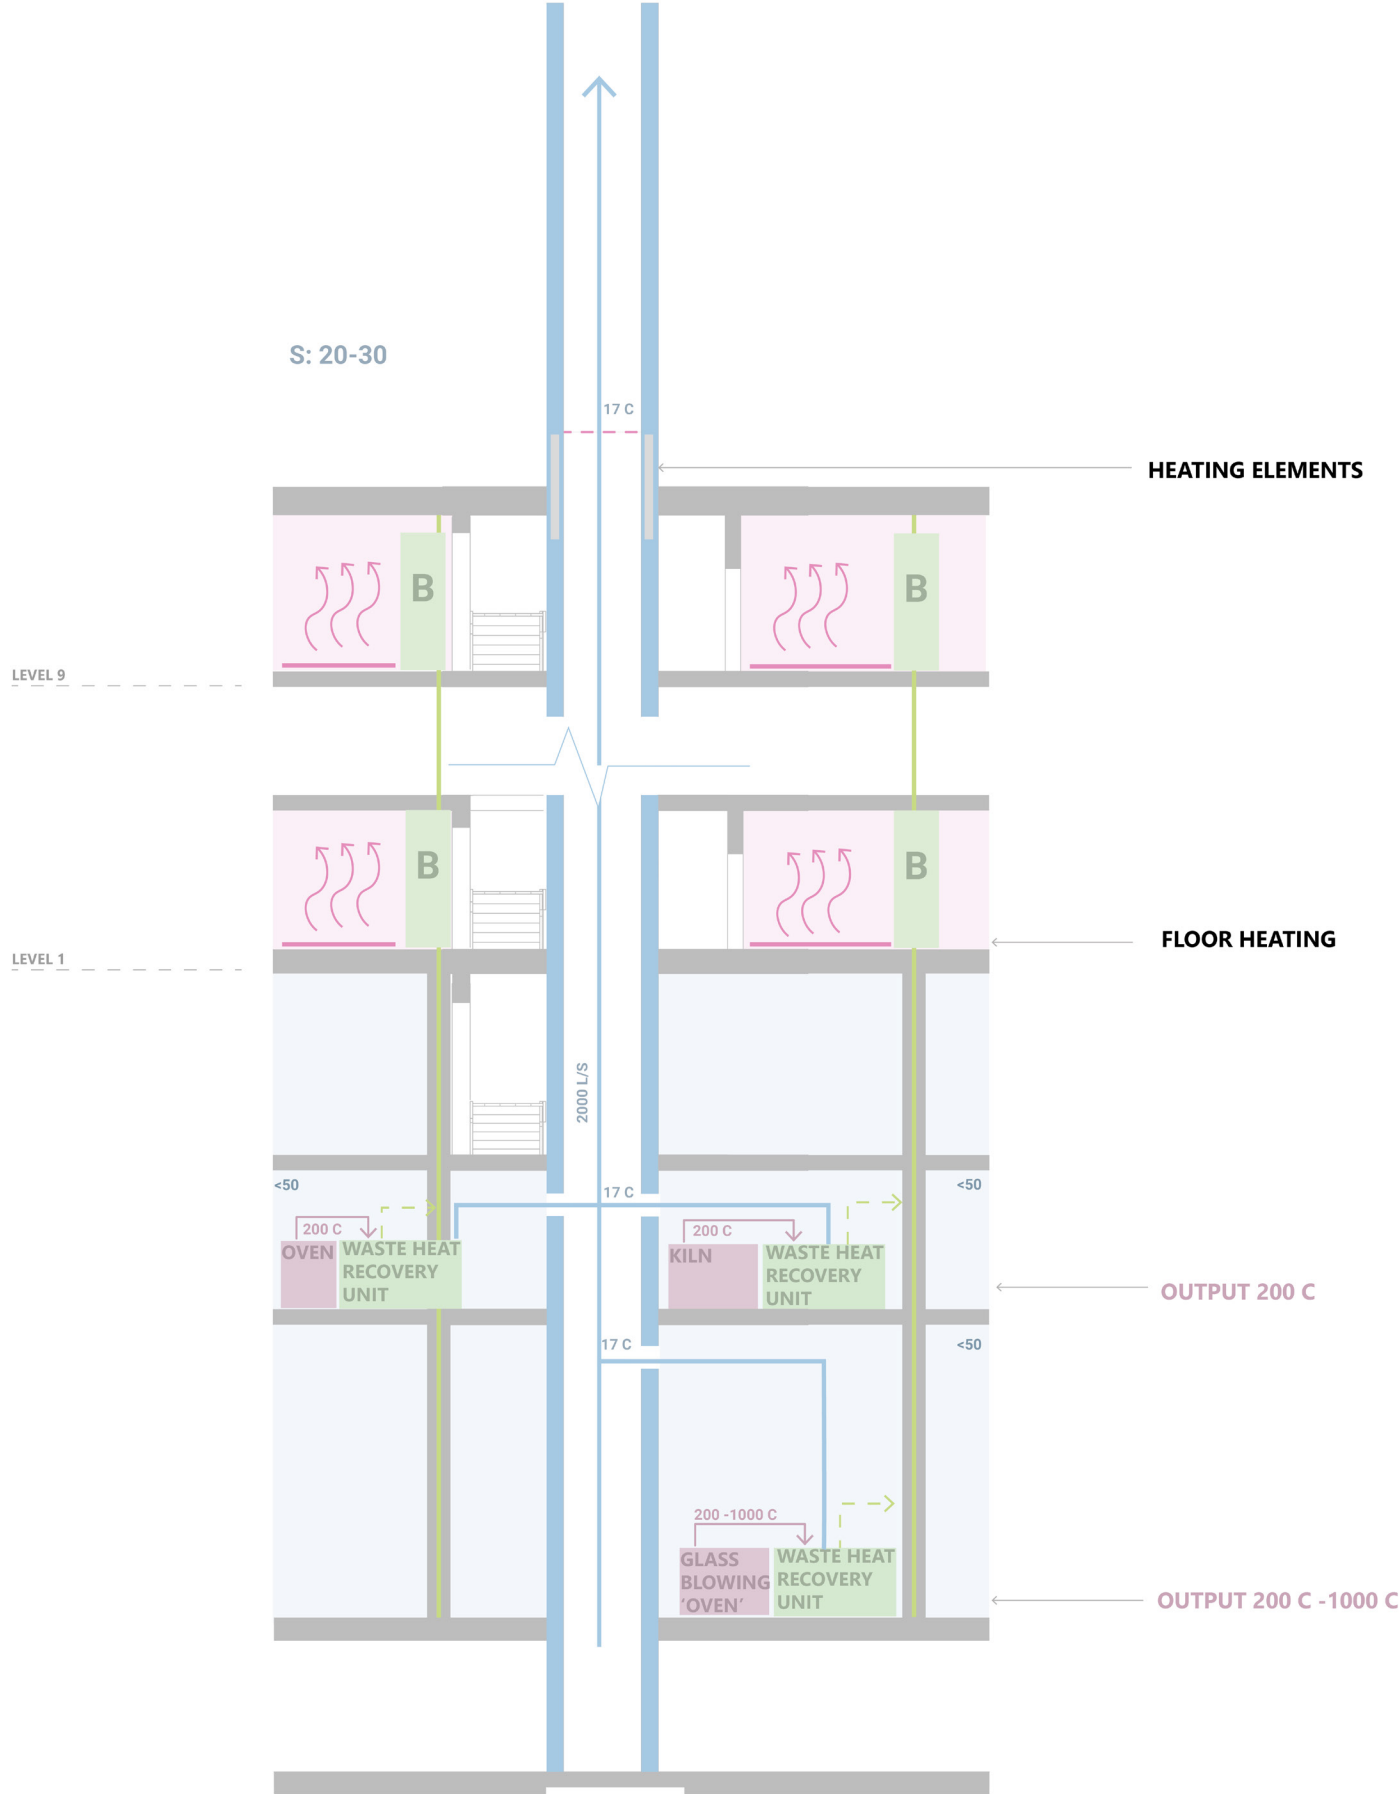 S: 20-30
17 C
HEATING ELEMENTS
B
B
LEVEL 9
B
B
FLOOR HEATING
LEVEL 1
2000 L/S
<50
17 C
<50
200 C
200 C
OVEN
WASTE HEAT
RECOVERY
UNIT
KILN
WASTE HEAT
RECOVERY
UNIT
OUTPUT 200 C
17 C
<50
200 -1000 C
GLASS
BLOWING
‘OVEN’
WASTE HEAT
RECOVERY
UNIT
OUTPUT 200 C -1000 C